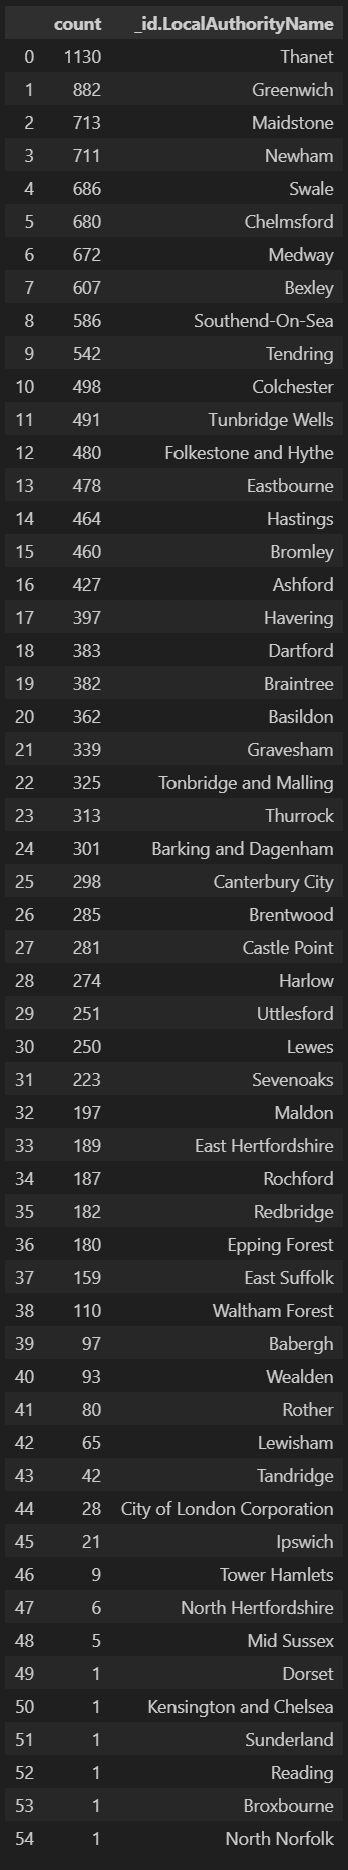 count _id.LocalAuthorityName
0 1130 Thanet
1 882 Greenwich
2 713 Maidstone
3 711 Newham
4 686 Swale
5 680 Chelmsford
6 672 Medway
7 607 Bexley
8 586 Southend-On-Sea
9 542 Tendring
10 498 Colchester
11 491 Tunbridge Wells
12 480 Folkestone and Hythe
13 478 Eastbourne
14 464 Hastings
15 460 Bromley
16 427 Ashford
17 397 Havering
18 383 Dartford
19 382 Braintree
20 362 Basildon
21 339 Gravesham
22 325 Tonbridge and Malling
23 313 Thurrock
24 301 Barking and Dagenham
25 298 Canterbury City
26 285 Brentwood
27 281 Castle Point
28 274 Harlow
29 251 Uttlesford
30 250 Lewes
31 223 Sevenoaks
32 197 Maldon
33 189 East Hertfordshire
34 187 Rochford
35 182 Redbridge
36 180 Epping Forest
37 159 East Suffolk
38 110 Waltham Forest
39 97 Babergh
40 93 Wealden
41 80 Rother
42 65 Lewisham
43 42 Tandridge
44 28 City of London Corporation
45 21 Ipswich
46 9 Tower Hamlets
47 6 North Hertfordshire
48 5 Mid Sussex
49 1 Dorset
50 1 Kensington and Chelsea
51 1 Sunderland
52 1 Reading
53 1 Broxbourne
54 1 North Norfolk